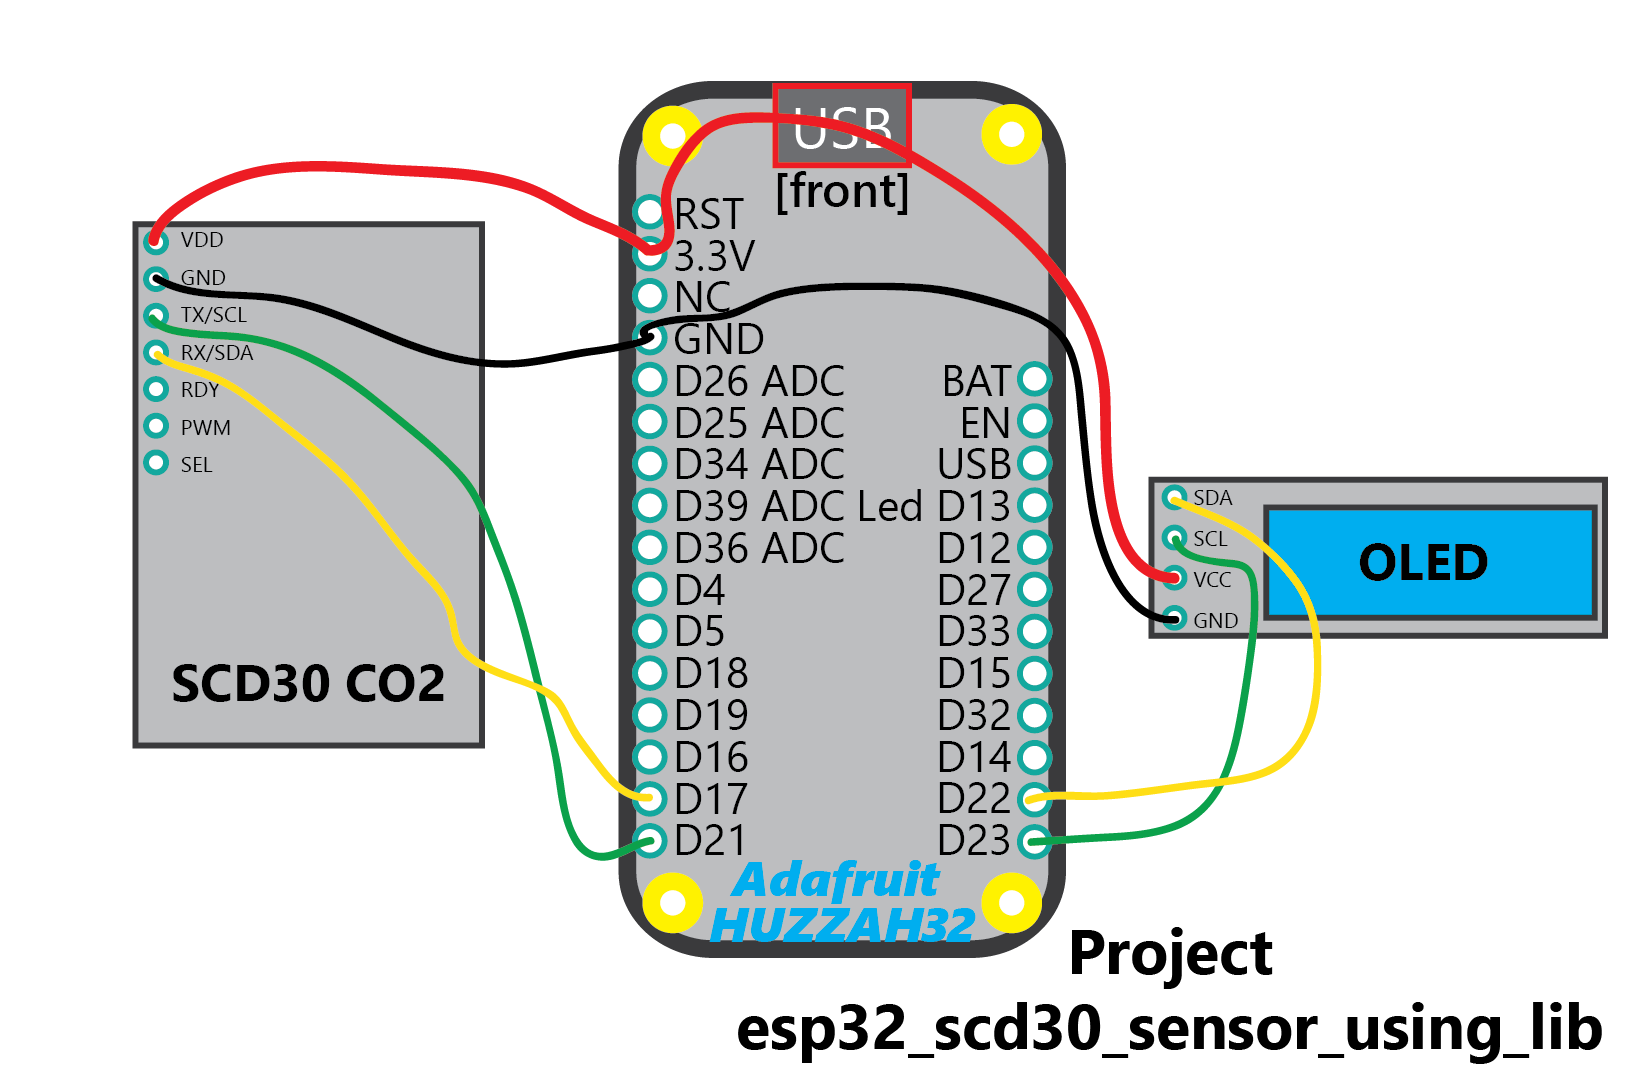 USB
[front]
VDD
GND
TX/SCL
RX/SDA
RDY
PWM
SEL
SCD30 CO2
RST
3.3V
NC
GND
D26 ADC
D25 ADC
D34 ADC
D39 ADC
D36 ADC
D4
D5
D18
D19
D16
D17
D21
BAT
EN
USB
Led D13
D12
D27
D33
D15
D32
D14
D22
D23
Adafruit
HUZZAH32
SDA
SCL
VCC
GND
OLED
Project
esp32_scd30_sensor_using_lib